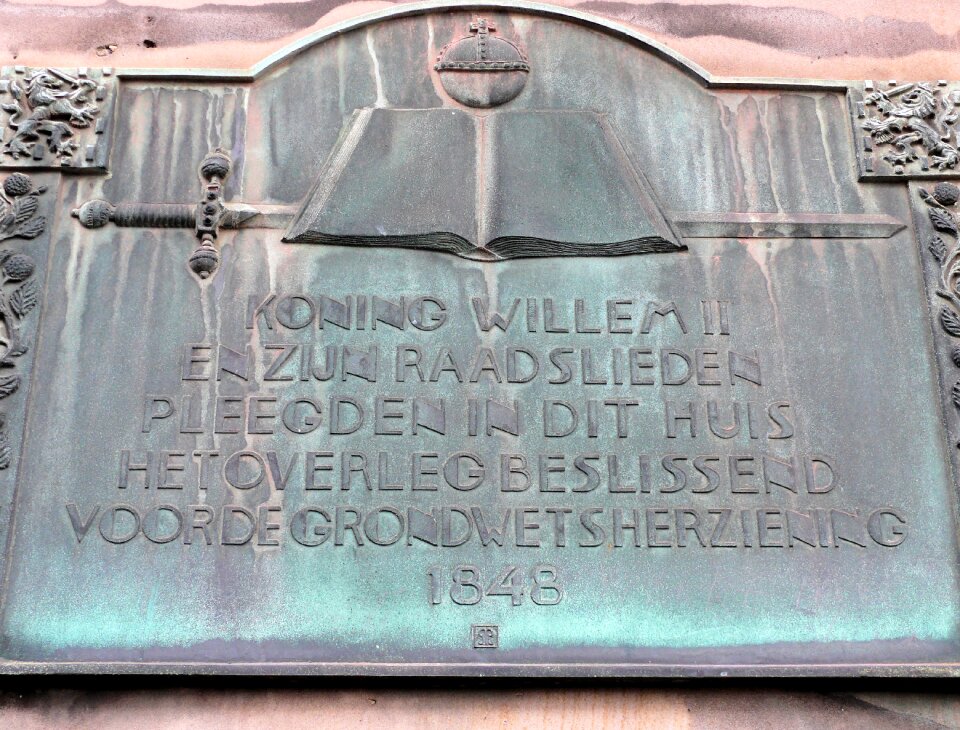 KONING WILLEM II
EN ZIJN RAADSLIEDEN
PLEEGDEN IN DIT HUIS
HET OVERLEG BESLISSEND
VOOR DE GRONDWETSHERZIENING
1848